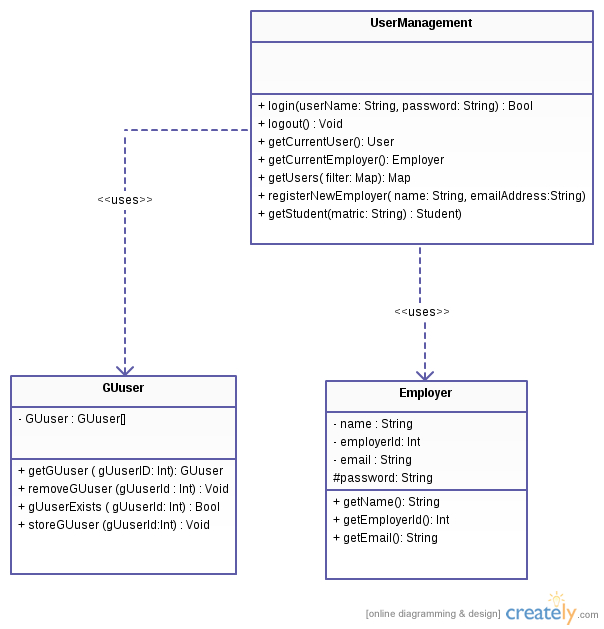 UserManagement
+ login(userName: String, password: String) : Bool
+ logout() : Void
+ getCurrentUser(): User
+ getCurrentEmployer(): Employer
+ getUsers( filter: Map): Map
+ registerNewEmployer( name: String, emailAddress:String)
+ getStudent(matric: String) : Student)
<<uses>>
<<uses>>
GUuser
- GUuser : GUuser[]
+ getGUuser ( gUuserID: Int): GUuser
+ removeGUuser (gUuserId : Int) : Void
+ gUuserExists ( gUuserId: Int) : Bool
+ storeGUuser (gUuserId:Int) : Void
Employer
- name : String
- employerId: Int
- email : String
#password: String
+ getName(): String
+ getEmployerId(): Int
+ getEmail(): String
[online diagramming & design] creately.com